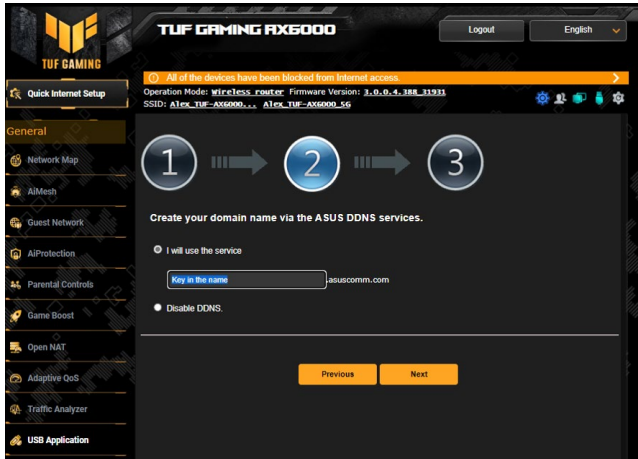 TUF GAMING
TUF GAMING AX6000
Logout
English
All of the devices have been blocked from Internet access.
Quick Internet Setup
Operation Mode: Wireless router Firmware Version: 3.0.0.4.388_31931
SSID: Alex_TUF-AX6000... Alex_TUF-AX6000_5G
General
Network Map
AiMesh
Guest Network
AiProtection
Parental Controls
Game Boost
Open NAT
Adaptive QoS
Traffic Analyzer
USB Application
1
2
3
Create your domain name via the ASUS DDNS services.
I will use the service
Key in the name .asuscomm.com
Disable DDNS.
Previous
Next